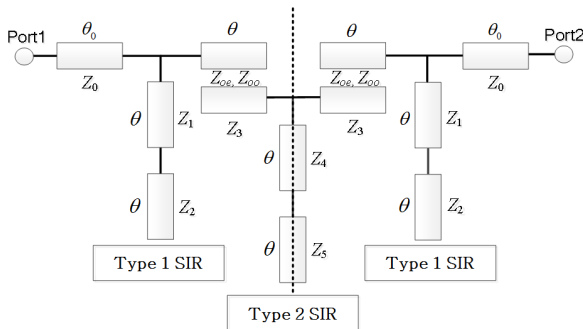 Port1
θ₀
θ
θ
θ₀
Port2
Z₀
Zoe, Zoo
Zoe, Zoo
Z₀
θ
Z₁
Z₃
Z₃
θ
Z₁
θ
Z₄
θ
Z₂
θ
Z₂
θ
Z₅
Type 1 SIR
Type 1 SIR
Type 2 SIR